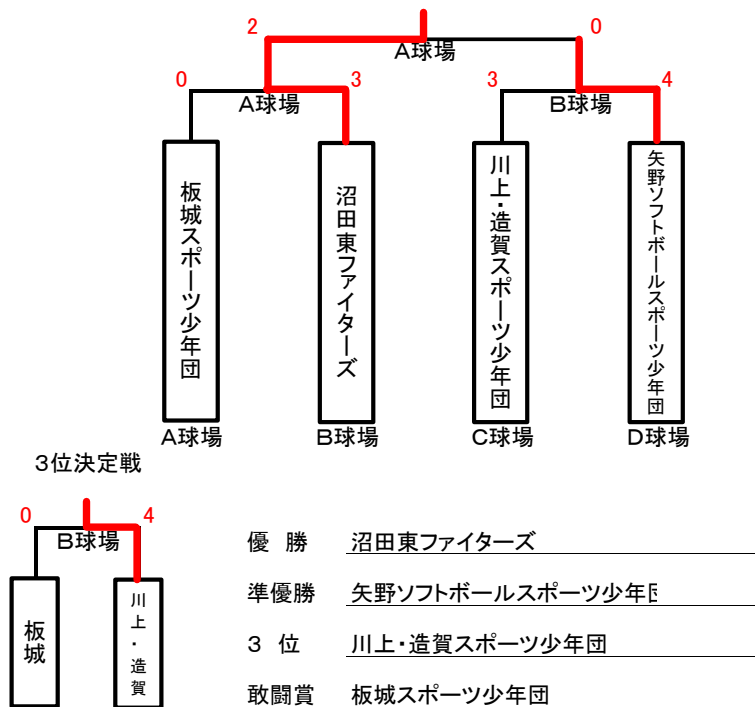 2
0
A球場
0
3
3
4
A球場
B球場
板城スポーツ少年団
沼田東ファイターズ
川上・造賀スポーツ少年団
矢野ソフトボールスポーツ少年団
A球場
B球場
C球場
D球場
3位決定戦
0
4
B球場
板城
川上・造賀
優 勝 沼田東ファイターズ
準優勝 矢野ソフトボールスポーツ少年団
3 位 川上・造賀スポーツ少年団
敢闘賞 板城スポーツ少年団